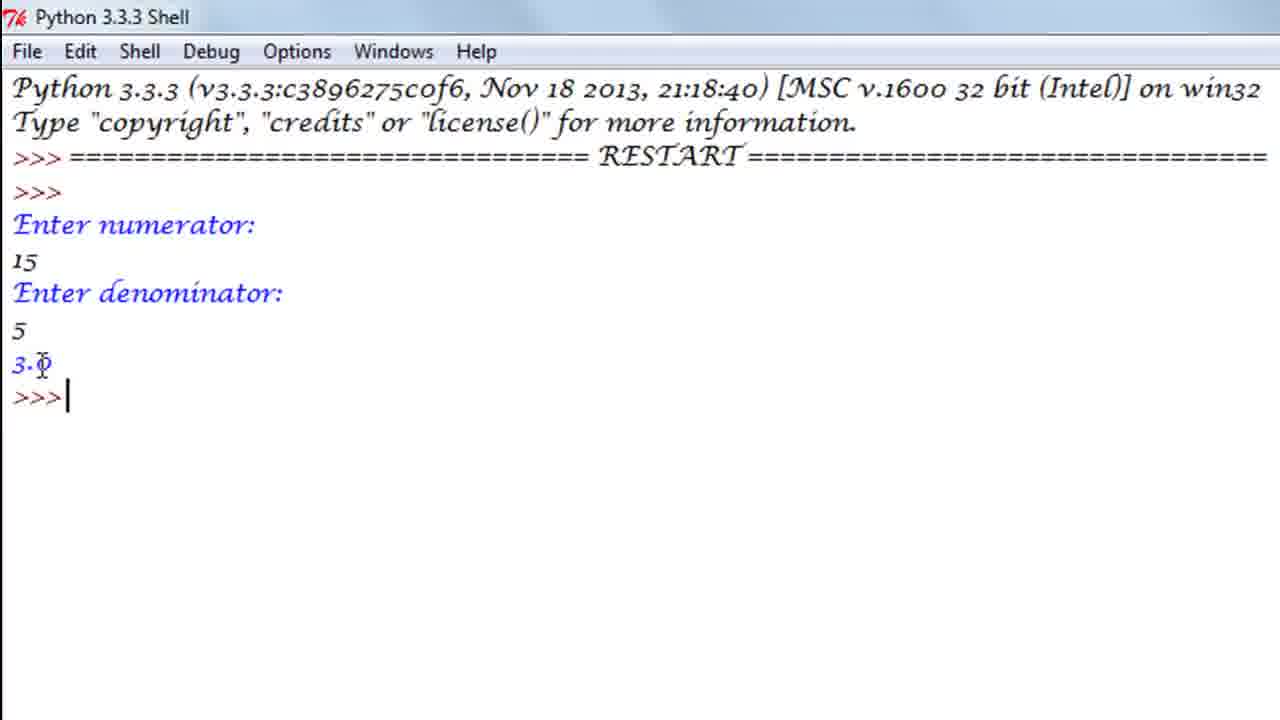 Python 3.3.3 Shell
File Edit Shell Debug Options Windows Help
Python 3.3.3 (v3.3.3:c3896275c0f6, Nov 18 2013, 21:18:40) [MSC v.1600 32 bit (Intel)] on win32
Type "copyright", "credits" or "license()" for more information.
>>> ================================ RESTART ================================
>>>
Enter numerator:
15
Enter denominator:
5
3.0
>>>